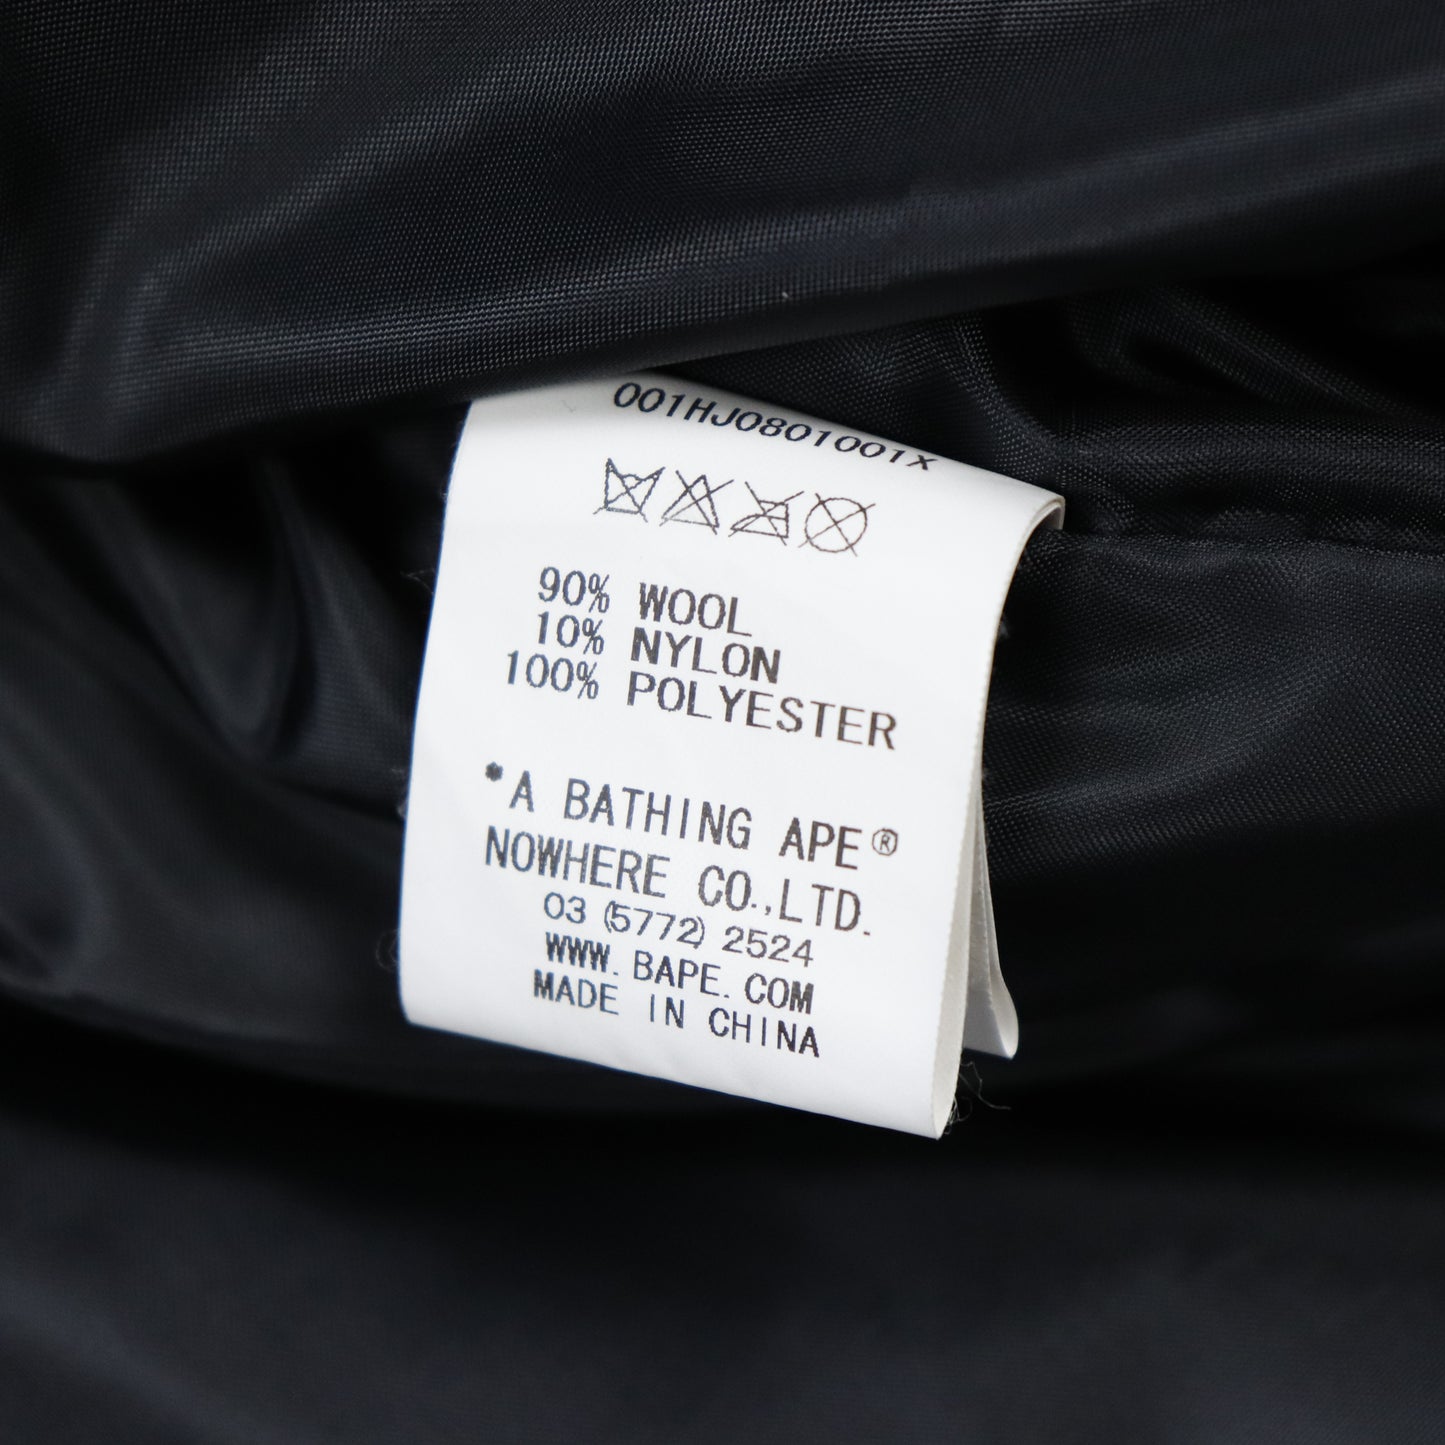 001HJ0801001X
90% WOOL
10% NYLON
100% POLYESTER
*A BATHING APE®
NOWHERE CO.,LTD.
03 (5772) 2524
WWW.BAPE.COM
MADE IN CHINA